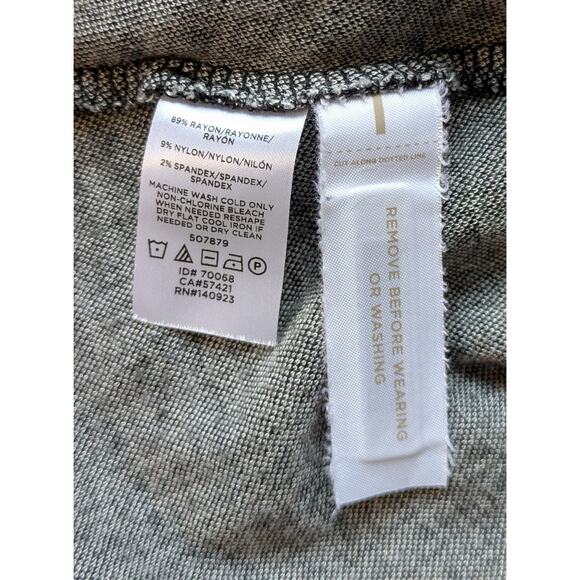 89% RAYON/RAYONNE/
RAYÓN
9% NYLON/NYLON/NILÓN
2% SPANDEX/SPANDEX/
SPANDEX
MACHINE WASH COLD ONLY
NON-CHLORINE BLEACH
WHEN NEEDED RESHAPE
DRY FLAT COOL IRON IF
NEEDED OR DRY CLEAN
507879
P
ID# 70068
CA#57421
RN#140923
CUT ALONG DOTTED LINE
REMOVE BEFORE WEARING
OR WASHING